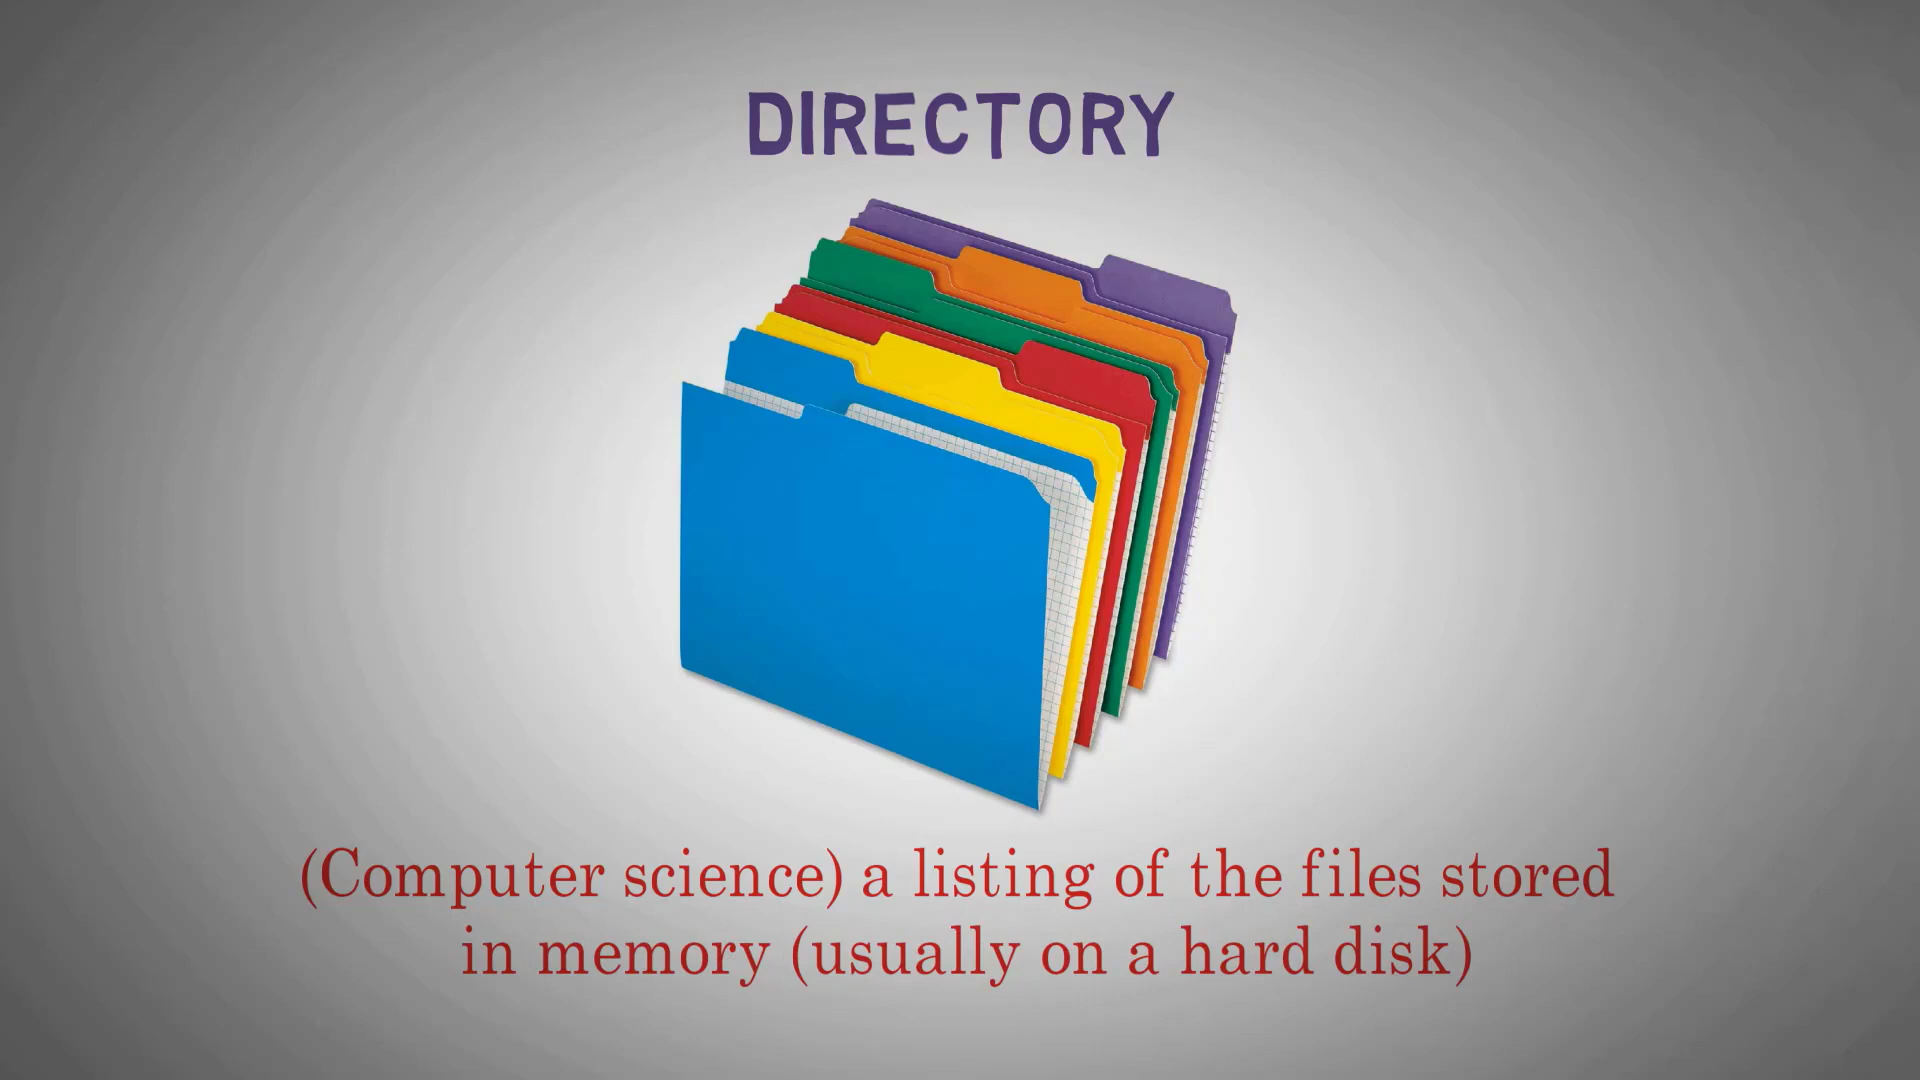 DIRECTORY
(Computer science) a listing of the files stored
in memory (usually on a hard disk)